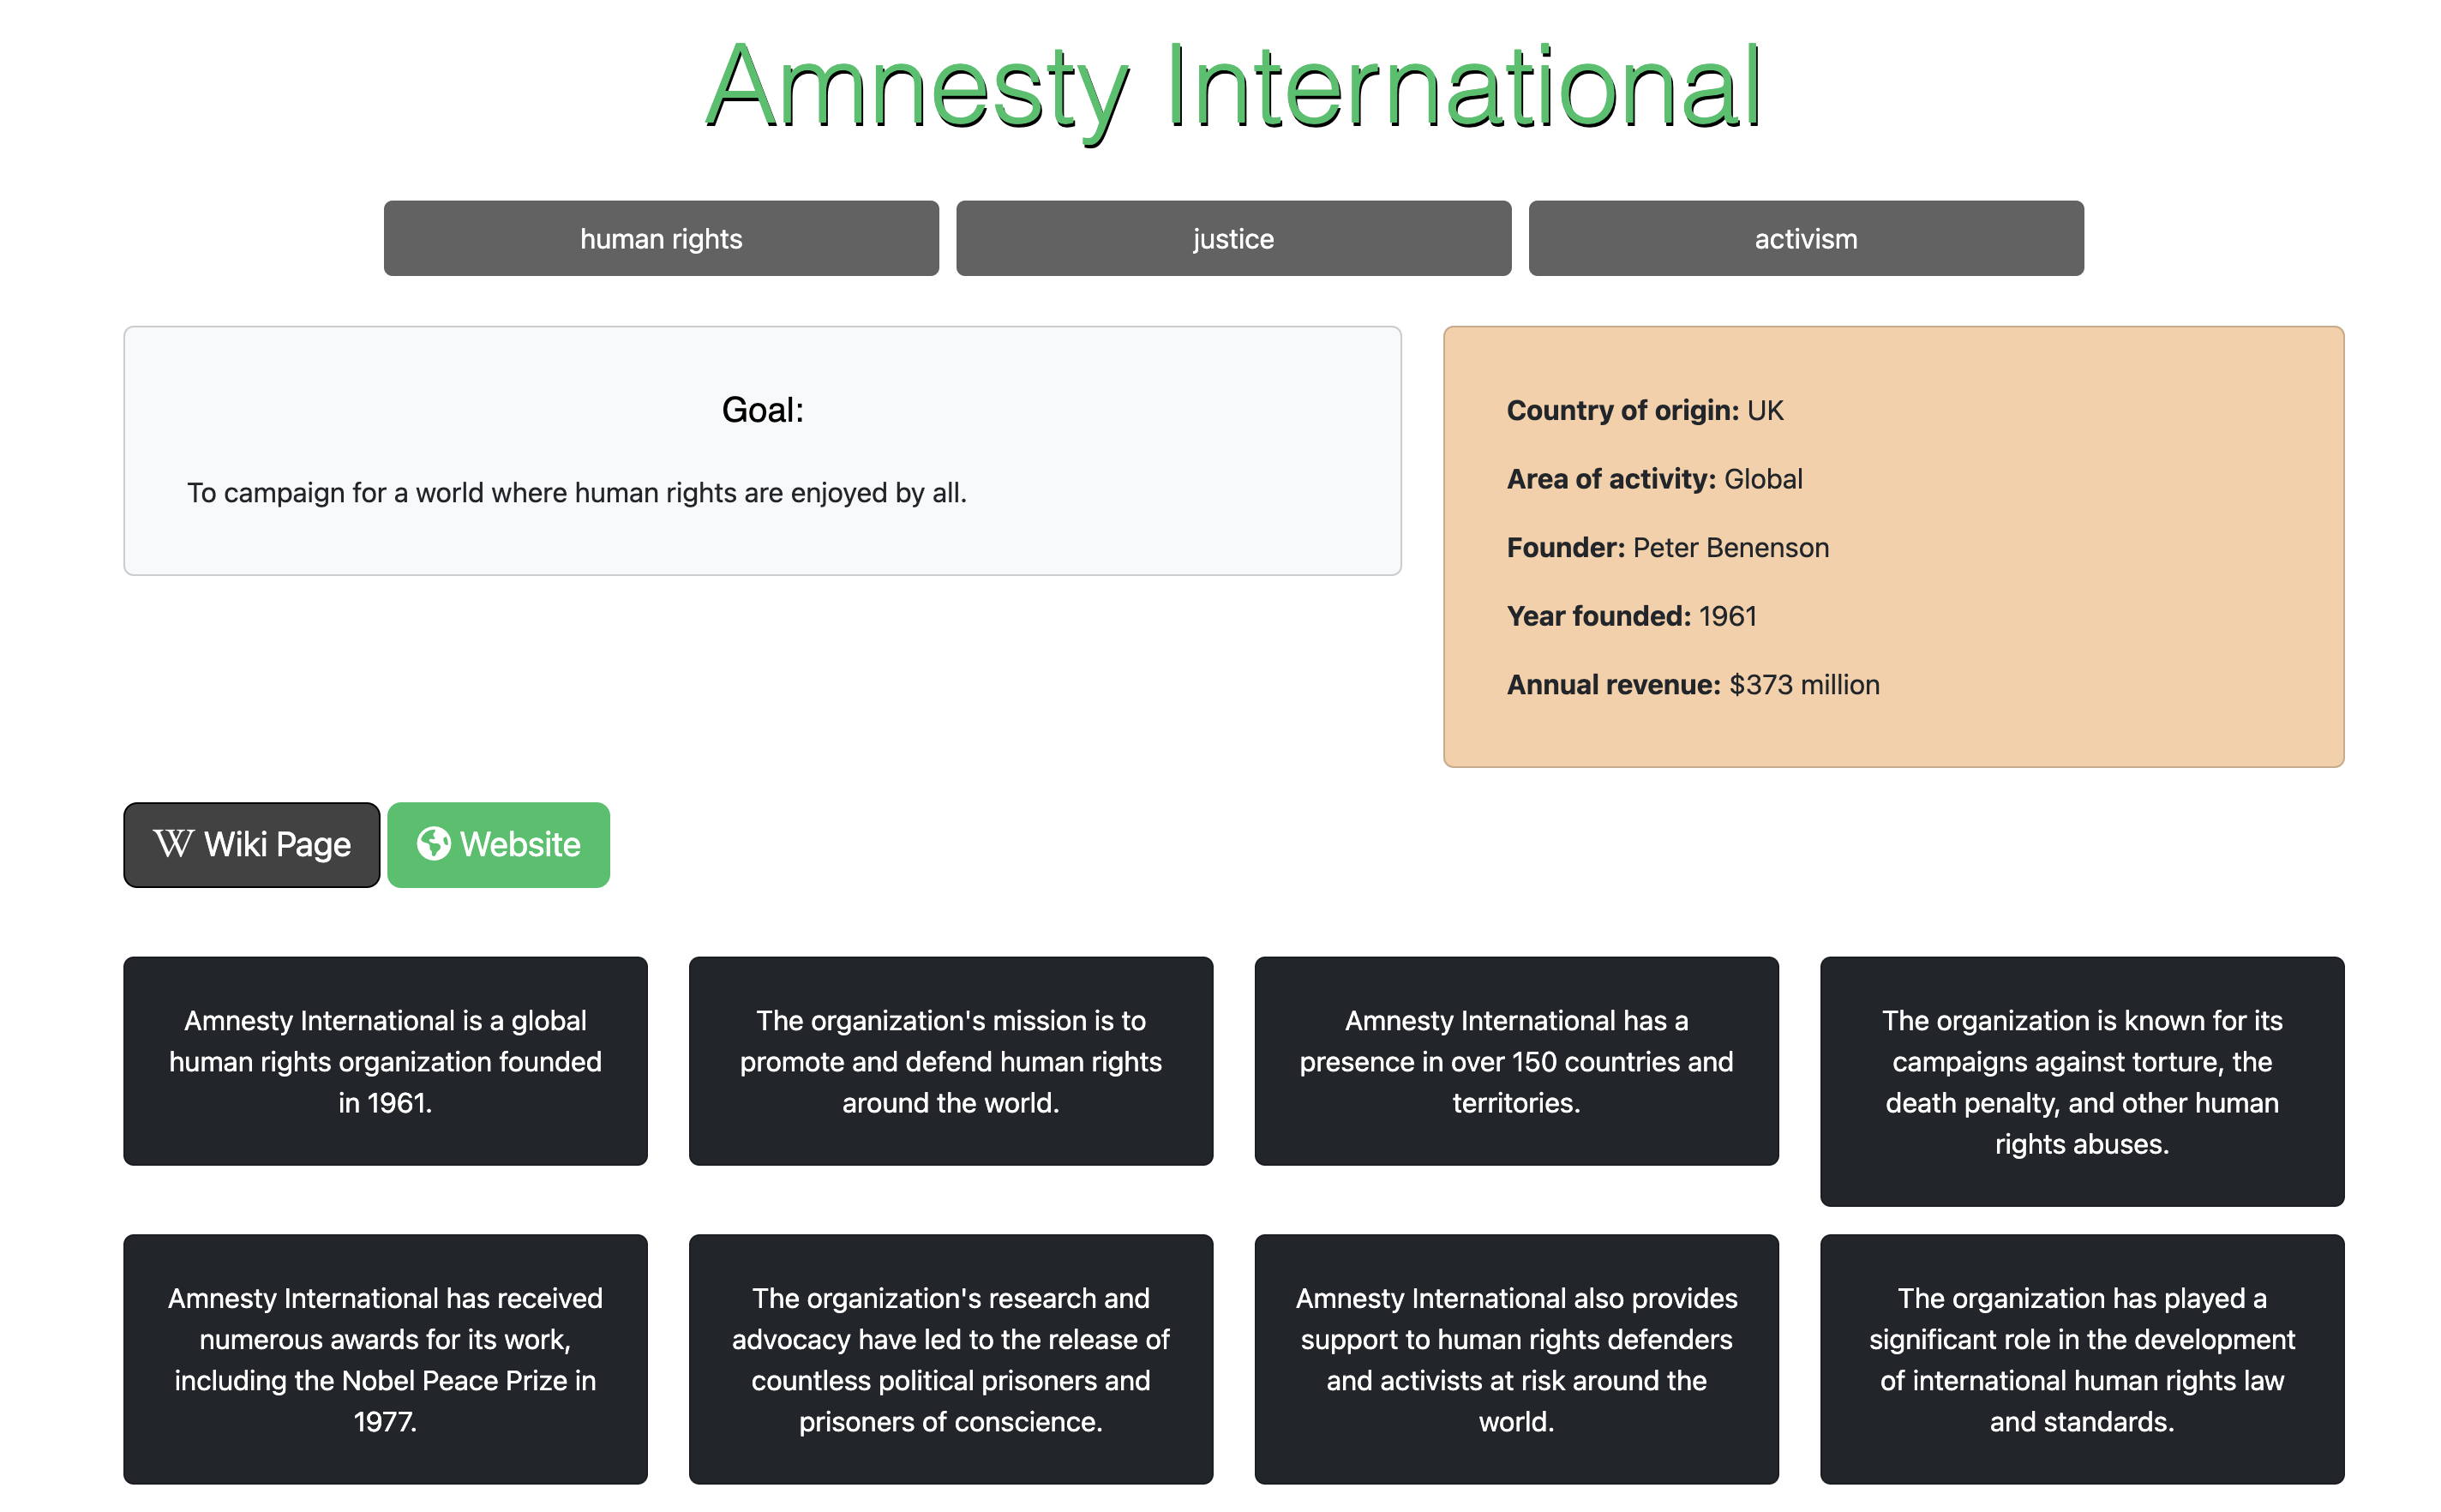 Amnesty International
human rights
justice
activism
Goal:
To campaign for a world where human rights are enjoyed by all.
Country of origin: UK
Area of activity: Global
Founder: Peter Benenson
Year founded: 1961
Annual revenue: $373 million
W Wiki Page
Website
Amnesty International is a global
human rights organization founded
in 1961.
The organization's mission is to
promote and defend human rights
around the world.
Amnesty International has a
presence in over 150 countries and
territories.
The organization is known for its
campaigns against torture, the
death penalty, and other human
rights abuses.
Amnesty International has received
numerous awards for its work,
including the Nobel Peace Prize in
1977.
The organization's research and
advocacy have led to the release of
countless political prisoners and
prisoners of conscience.
Amnesty International also provides
support to human rights defenders
and activists at risk around the
world.
The organization has played a
significant role in the development
of international human rights law
and standards.